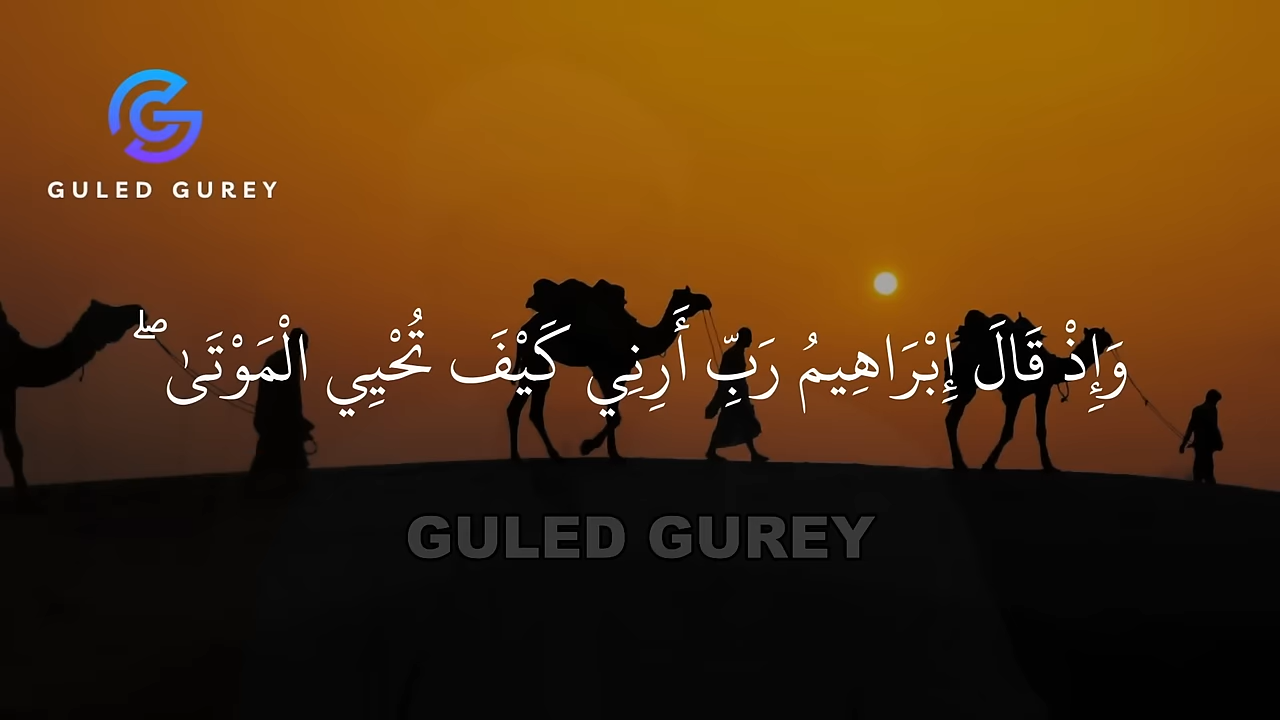 GULED GUREY
وَإِذْ قَالَ إِبْرَاهِيمُ رَبِّ أَرِنِي كَيْفَ تُحْيِي الْمَوْتَىٰ ۖ
GULED GUREY